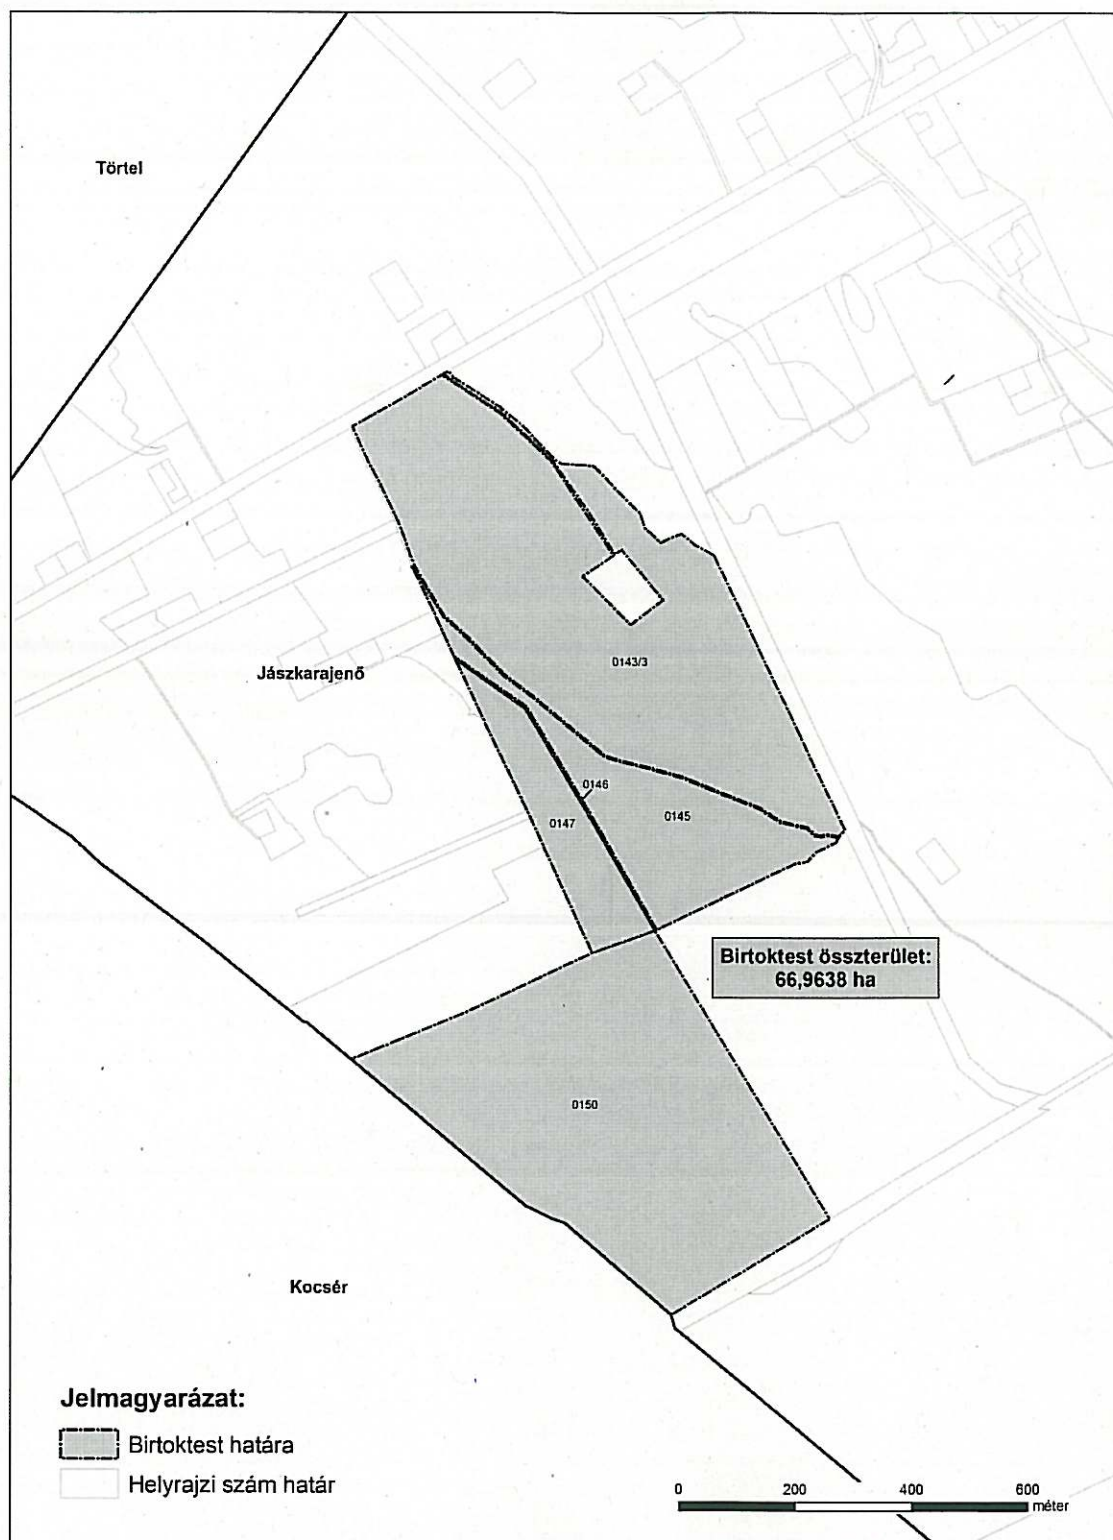 Törtel
0143/3
Jászkarajenő
0146
0147
0145
Birtoktest összterület:
66,9638 ha
0150
Kocsér
Jelmagyarázat:
Birtoktest határa
Helyrajzi szám határ
0 200 400 600
méter